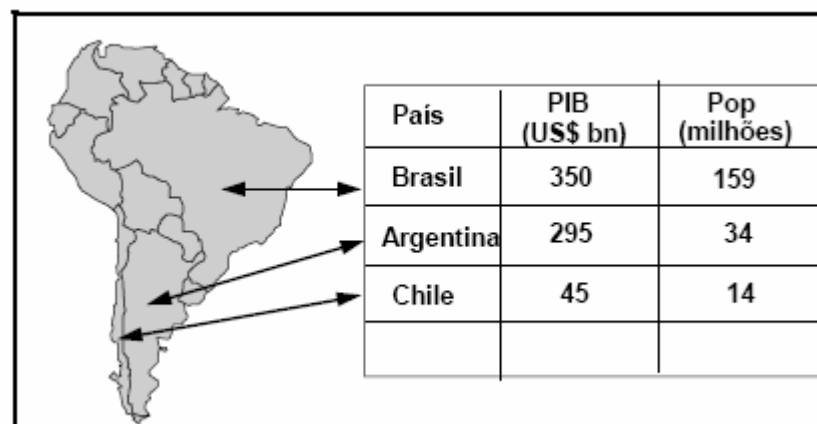 País PIB (US$ bn) Pop (milhões)
Brasil 350 159
Argentina 295 34
Chile 45 14